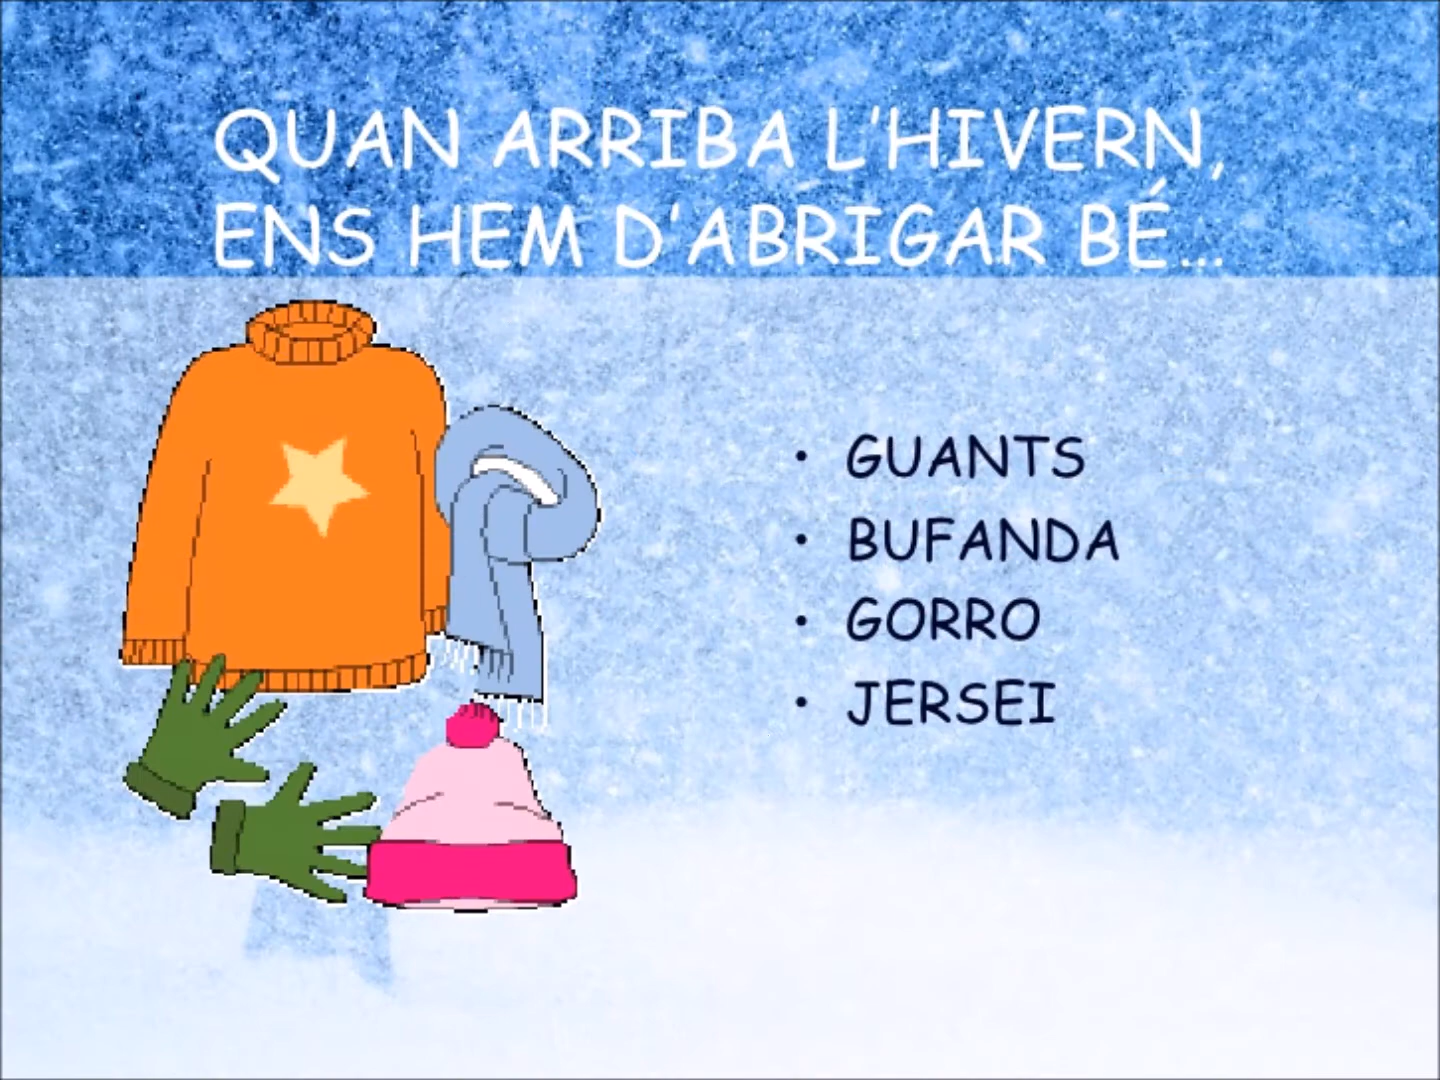 QUAN ARRIBA L'HIVERN,
ENS HEM D'ABRIGAR BÉ...
• GUANTS
• BUFANDA
• GORRO
• JERSEI